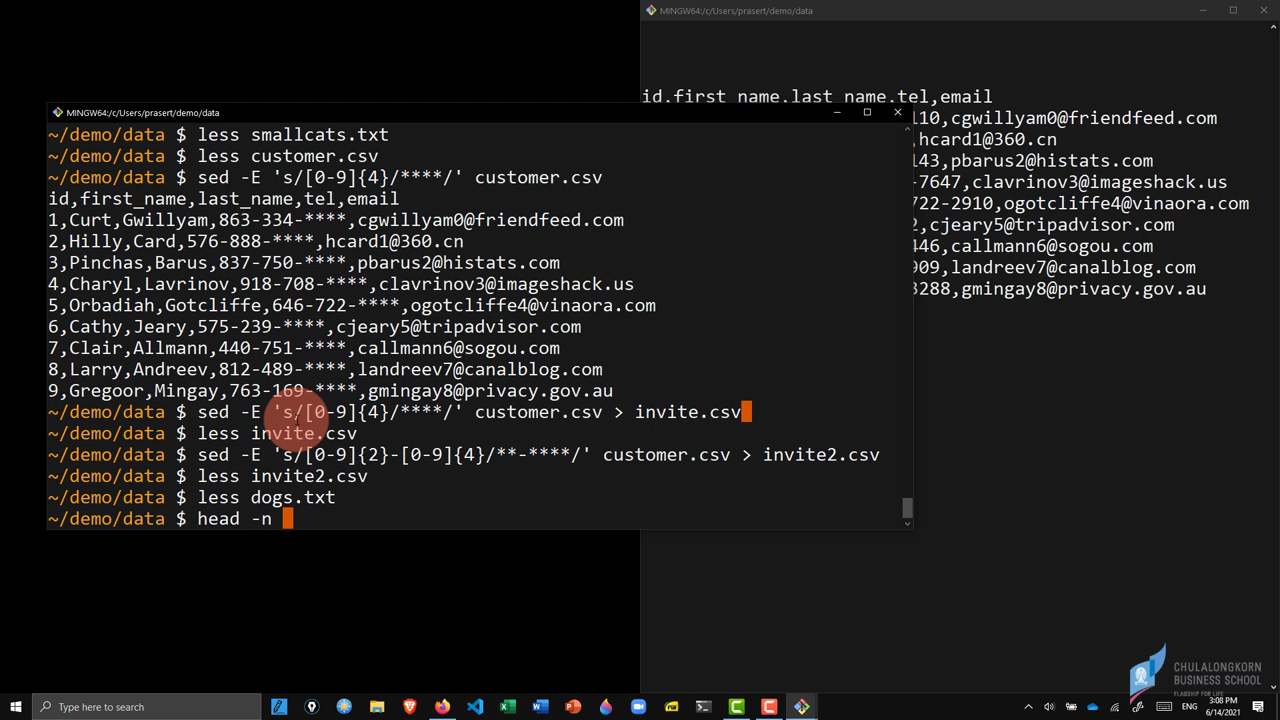 MINGW64:/c/Users/prasert/demo/data
id,first_name,last_name,tel,email
110, cgwillyam0@friendfeed.com
,hcard1@360.cn
143, pbarus2@histats.com
-7647, clavrinov3@imageshack.us
722-2910, ogotcliffe4@vinaora.com
2, cjeary5@tripadvisor.com
446, callmann6@sogou.com
909, landreev7@canalblog.com
3288, gmingay8@privacy.gov.au
MINGW64:/c/Users/prasert/demo/data
~/demo/data $ less smallcats.txt
~/demo/data $ less customer.csv
~/demo/data $ sed -E 's/[0-9]{4}/****/' customer.csv
id,first_name,last_name,tel,email
1,Curt,Gwillyam,863-334-****,cgwillyam0@friendfeed.com
2,Hilly,Card,576-888-****,hcard1@360.cn
3,Pinchas,Barus,837-750-****,pbarus2@histats.com
4,Charyl,Lavrinov,918-708-****,clavrinov3@imageshack.us
5,Orbadiah,Gotcliffe,646-722-****,ogotcliffe4@vinaora.com
6,Cathy,Jeary,575-239-****,cjeary5@tripadvisor.com
7,Clair,Allmann,440-751-****,callmann6@sogou.com
8,Larry,Andreev,812-489-****,landreev7@canalblog.com
9,Gregoor,Mingay,763-169-****,gmingay8@privacy.gov.au
~/demo/data $ sed -E 's/[0-9]{4}/****/' customer.csv > invite.csv
~/demo/data $ less invite.csv
~/demo/data $ sed -E 's/[0-9]{2}-[0-9]{4}/**-****/' customer.csv > invite2.csv
~/demo/data $ less invite2.csv
~/demo/data $ less dogs.txt
~/demo/data $ head -n
CHULALONGKORN
BUSINESS SCHOOL
FLAGSHIP FOR LIFE
Type here to search
ENG
3:08 PM
6/14/2021